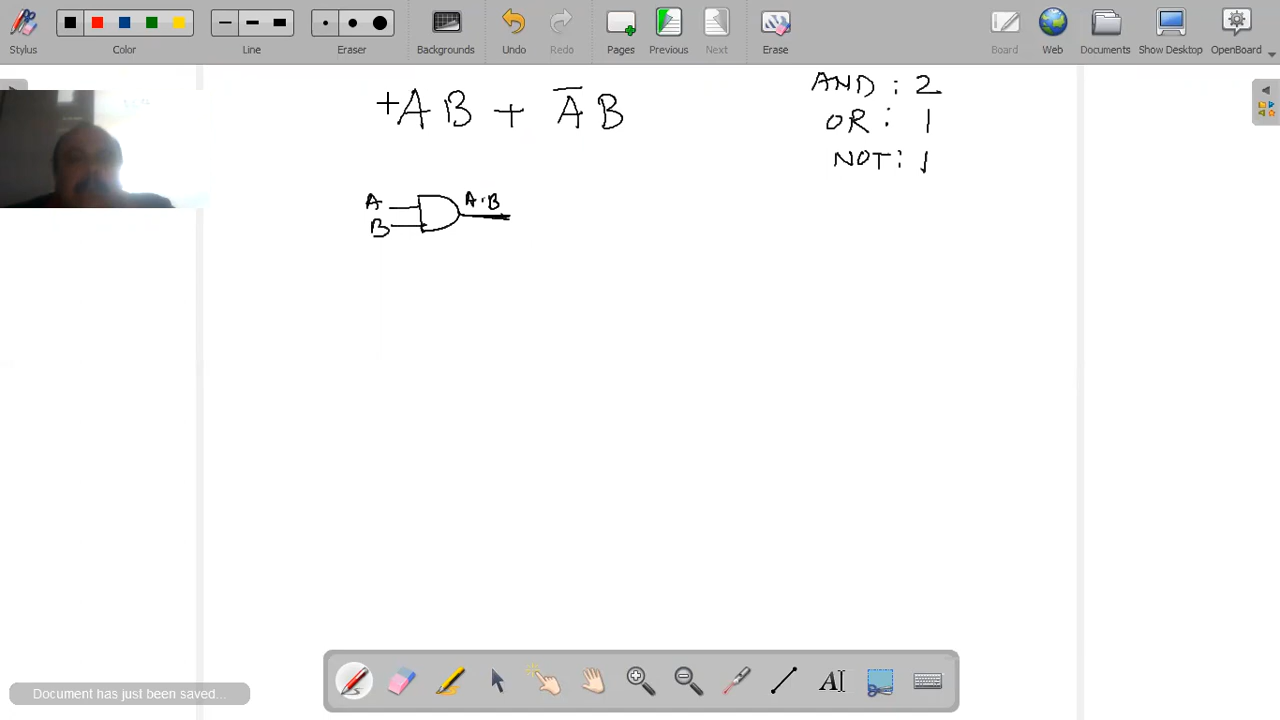 Stylus
Color
Line
Eraser
Backgrounds
Undo
Redo
Pages
Previous
Next
Erase
Board
Web
Documents
Show Desktop
OpenBoard
+AB + A̅B
AND : 2
OR : 1
NOT : 1
A
B
A·B
Document has just been saved...